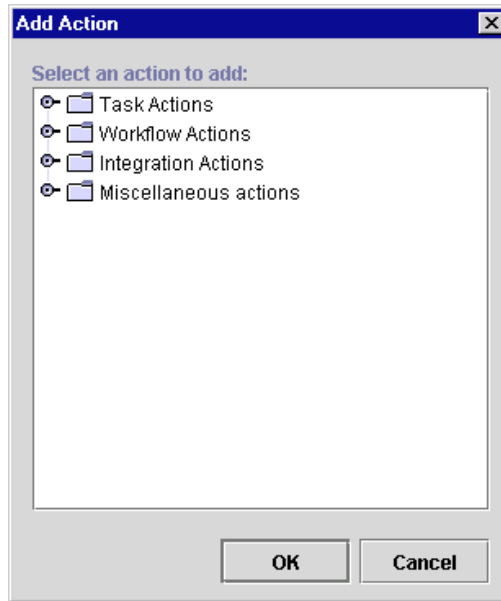 Add Action
Select an action to add:
Task Actions
Workflow Actions
Integration Actions
Miscellaneous actions
OK
Cancel